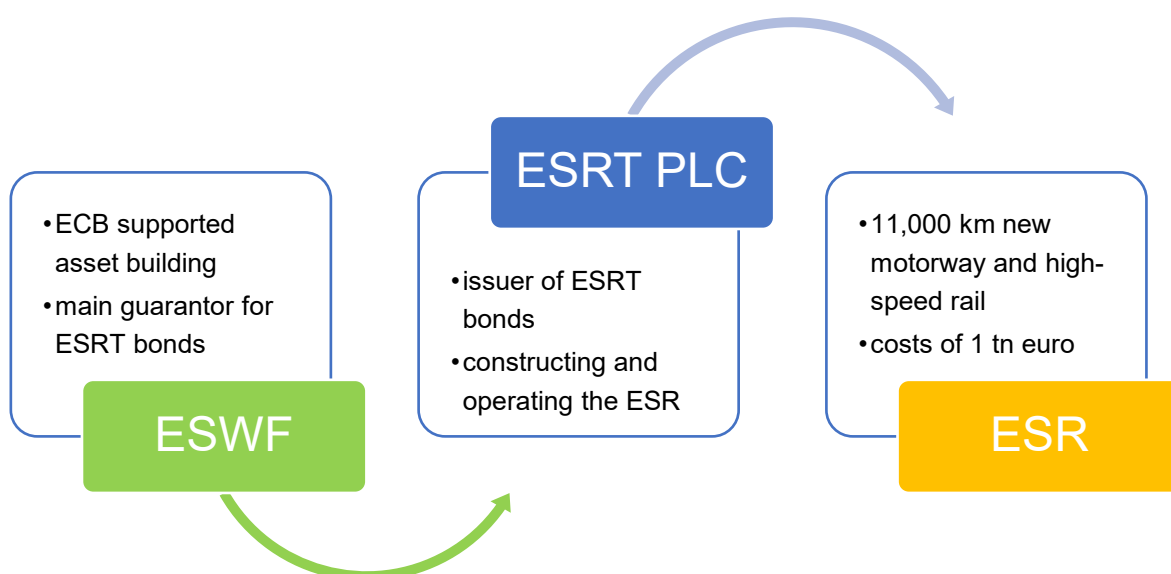 •ECB supported
asset building
•main guarantor for
ESRT bonds
ESWF
ESRT PLC
•issuer of ESRT
bonds
•constructing and
operating the ESR
•11,000 km new
motorway and high-
speed rail
•costs of 1 tn euro
ESR